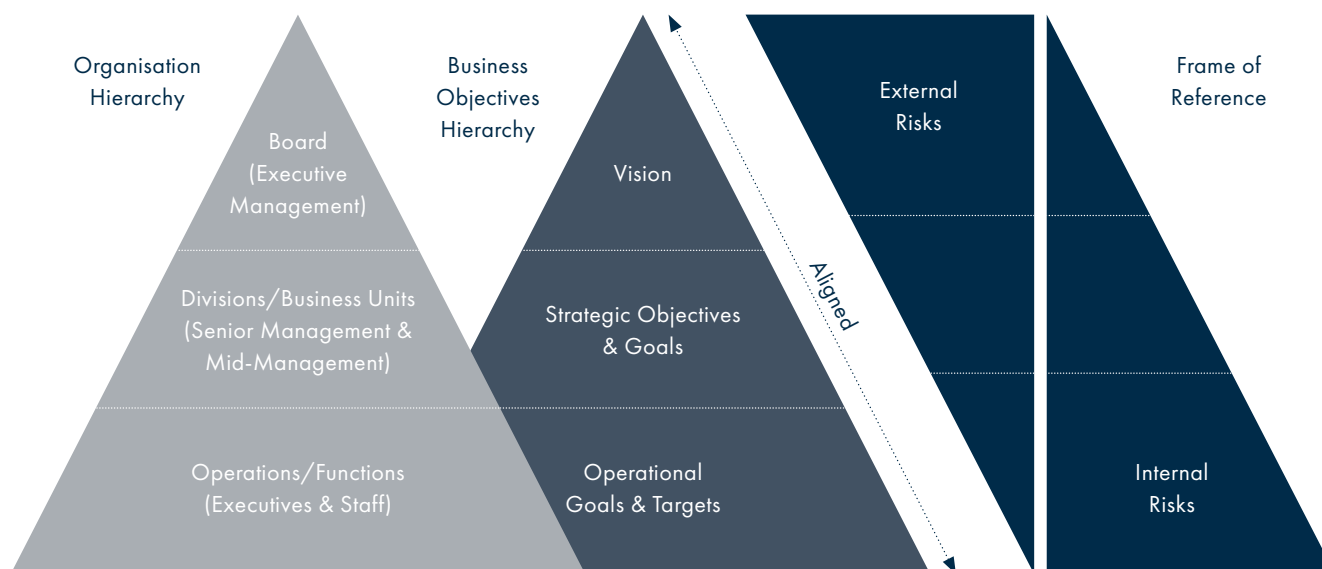 Organisation
Hierarchy
Board
(Executive
Management)
Divisions/Business Units
(Senior Management &
Mid-Management)
Operations/Functions
(Executives & Staff)
Business
Objectives
Hierarchy
Vision
Strategic Objectives
& Goals
Operational
Goals & Targets
Aligned
External
Risks
Internal
Risks
Frame of
Reference